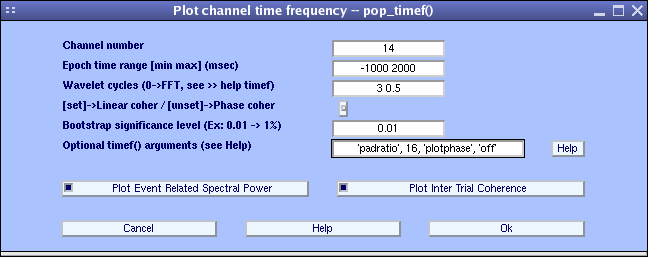 Plot channel time frequency -- pop_timef()
Channel number 14
Epoch time range [min max] (msec) -1000 2000
Wavelet cycles (0->FFT, see >> help timef) 3 0.5
[set]->Linear coher / [unset]->Phase coher
Bootstrap significance level (Ex: 0.01 -> 1%) 0.01
Optional timef() arguments (see Help) 'padratio', 16, 'plotphase', 'off' Help
Plot Event Related Spectral Power Plot Inter Trial Coherence
Cancel Help Ok